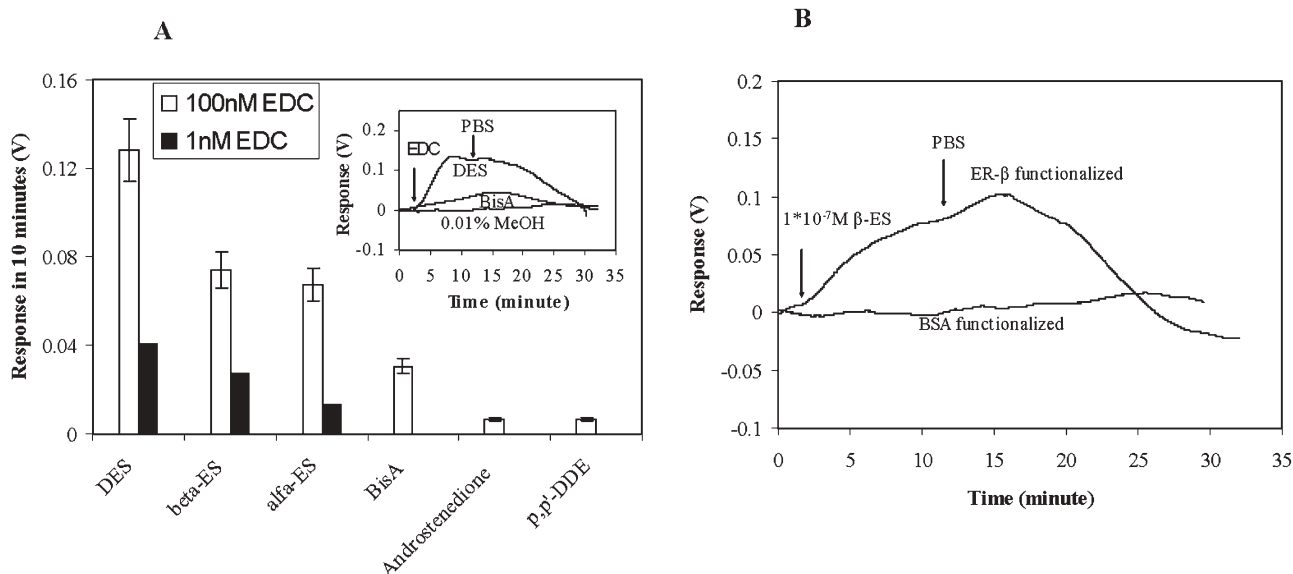 A
0.16
0.12
0.08
0.04
0
Response in 10 minutes (V)
100nM EDC
1nM EDC
DES
beta-ES
alfa-ES
BisA
Androstenedione
p,p'-DDE
0.2
0.1
0
-0.1
Response (V)
EDC
PBS
DES
BisA
0.01% MeOH
0 5 10 15 20 25 30 35
Time (minute)
B
0.2
0.15
0.1
0.05
0
-0.05
-0.1
Response (V)
PBS
ER-β functionalized
1*10⁻⁷M β-ES
BSA functionalized
0 5 10 15 20 25 30 35
Time (minute)